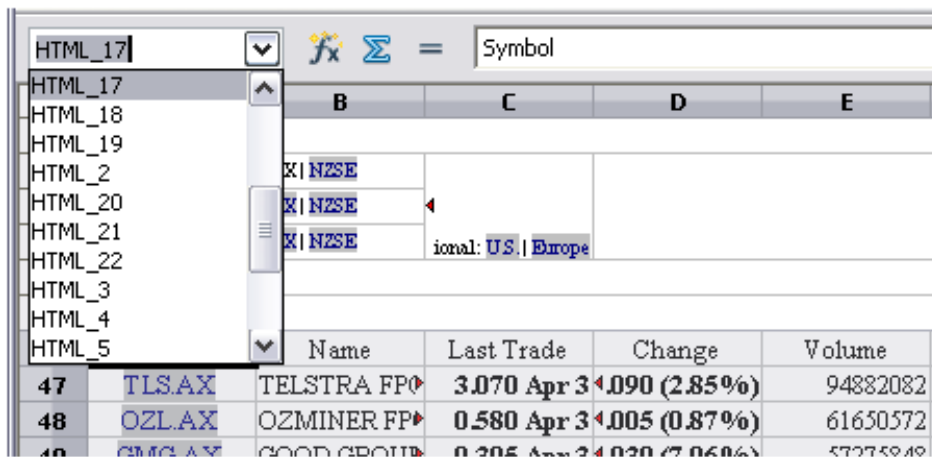 HTML_17 = Symbol
HTML_17
HTML_18
HTML_19
HTML_2
HTML_20
HTML_21
HTML_22
HTML_3
HTML_4
HTML_5
B C D E
X| NZSE
X| NZSE
X| NZSE
ional: U.S.| Europe
Name Last Trade Change Volume
47 TLS.AX TELSTRA FPO 3.070 Apr 3 .090 (2.85%) 94882082
48 OZL.AX OZMINER FP 0.580 Apr 3 .005 (0.87%) 61650572